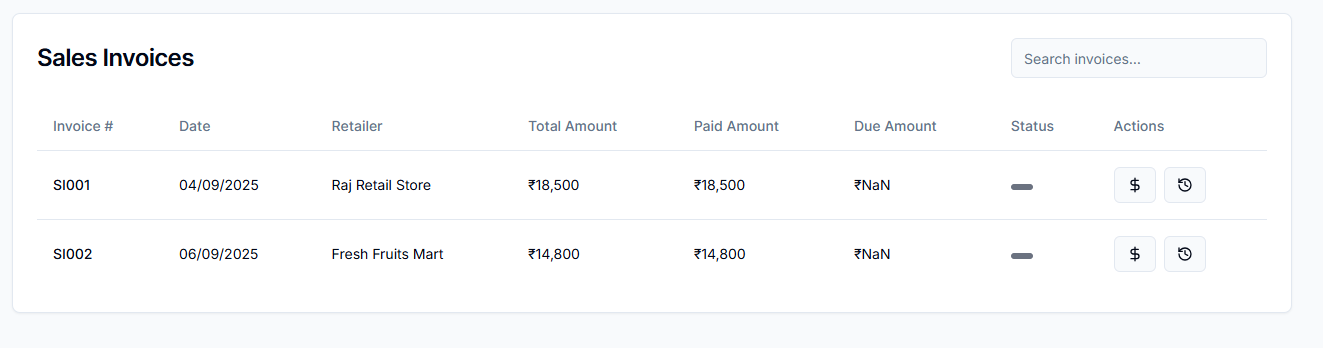 Sales Invoices
Search invoices...
Invoice # Date Retailer Total Amount Paid Amount Due Amount Status Actions
SI001 04/09/2025 Raj Retail Store ₹18,500 ₹18,500 ₹NaN
SI002 06/09/2025 Fresh Fruits Mart ₹14,800 ₹14,800 ₹NaN